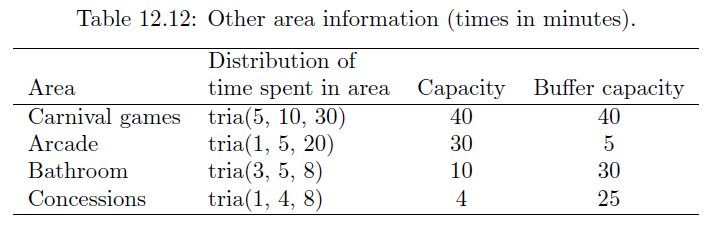 Table 12.12: Other area information (times in minutes).
Distribution of
Area time spent in area Capacity Buffer capacity
Carnival games tria(5, 10, 30) 40 40
Arcade tria(1, 5, 20) 30 5
Bathroom tria(3, 5, 8) 10 30
Concessions tria(1, 4, 8) 4 25